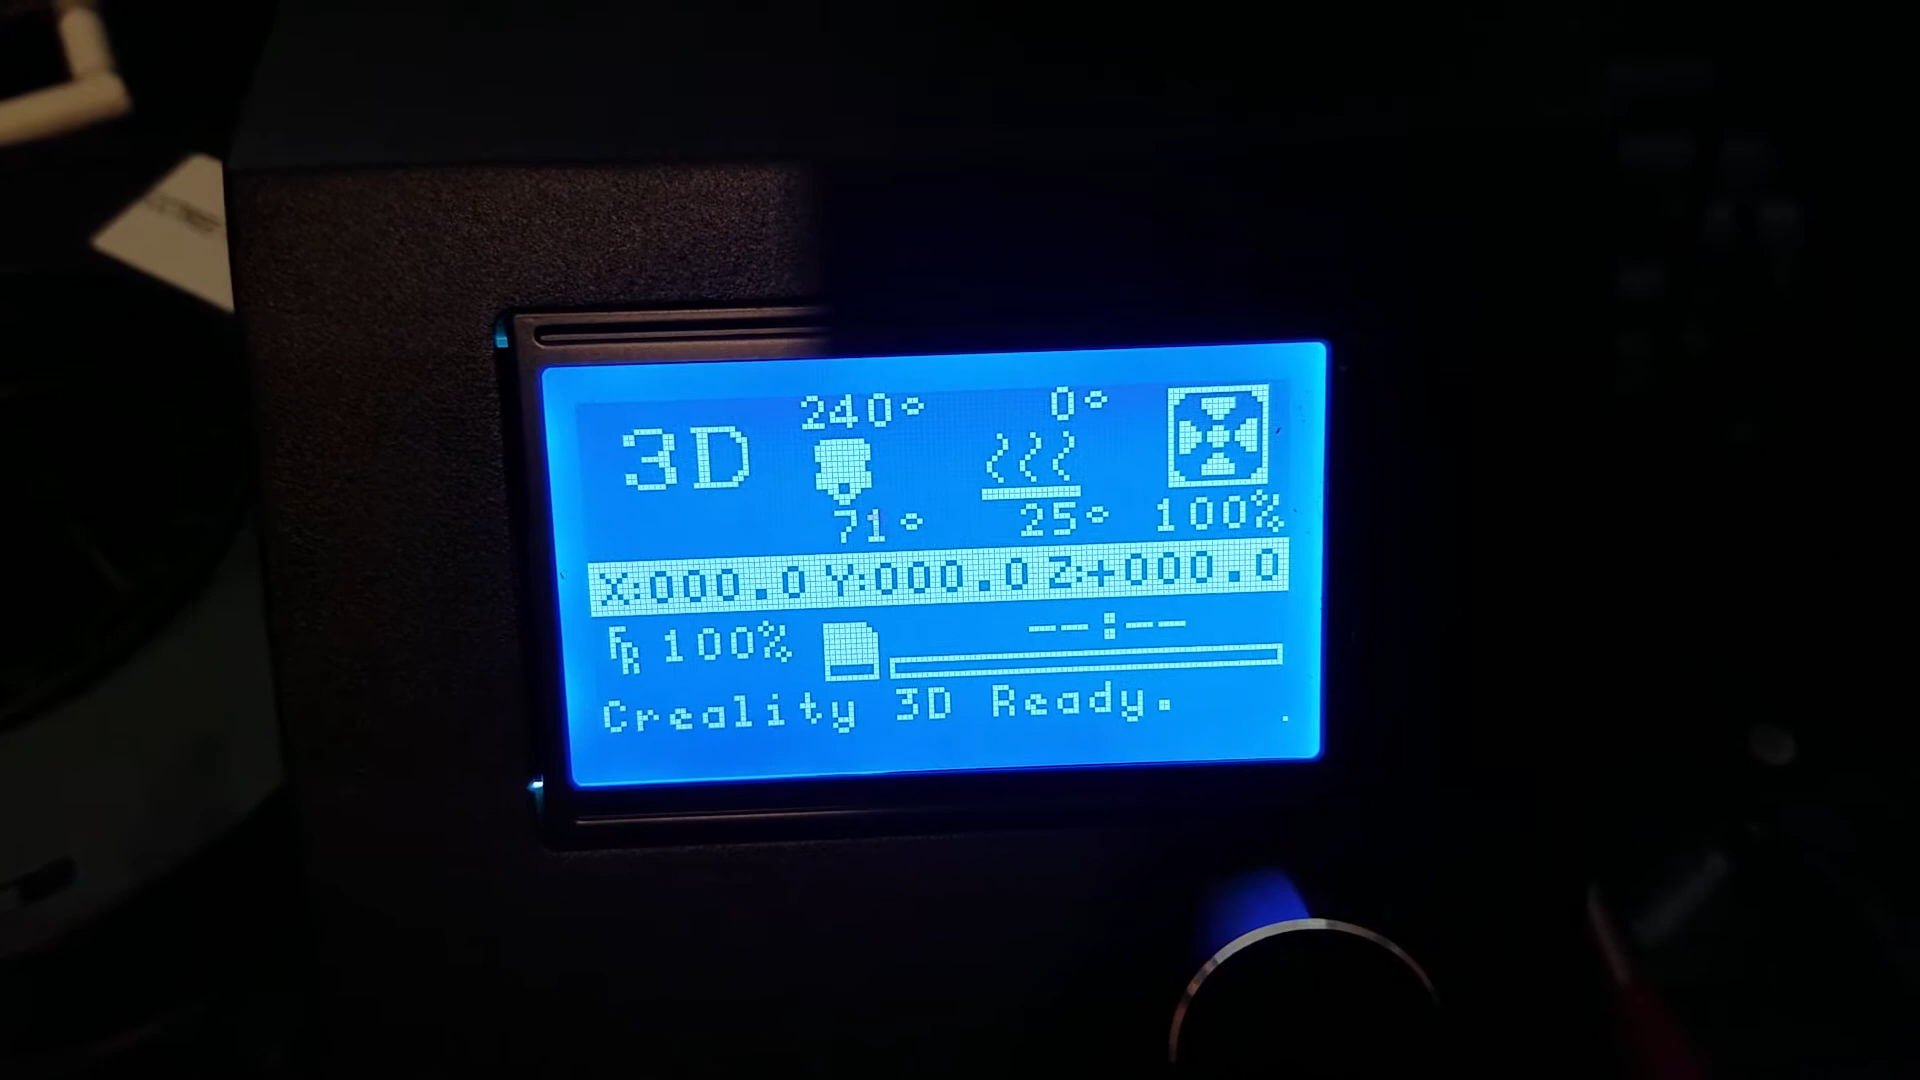 240° 0°
3D
71° 25° 100%
X:000.0 Y:000.0 Z:+000.0
--:--
FR 100%
Creality 3D Ready. .